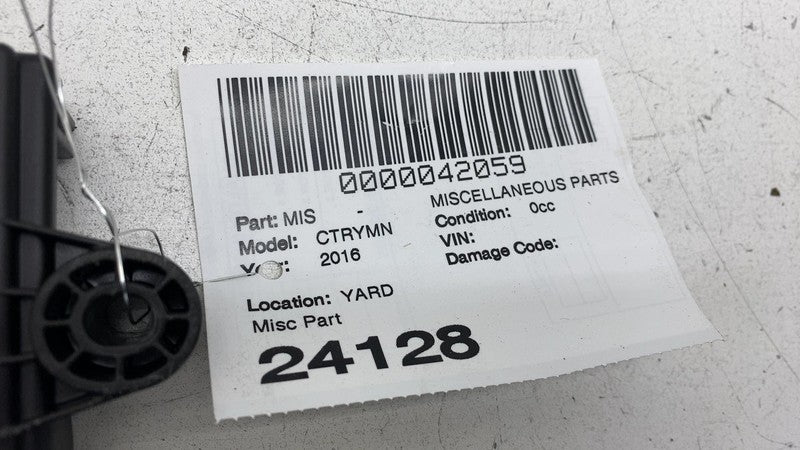 0000042059
Part: MIS - MISCELLANEOUS PARTS
Model: CTRYMN Condition: 0cc
2016 VIN:
Damage Code:
Location: YARD
Misc Part
24128